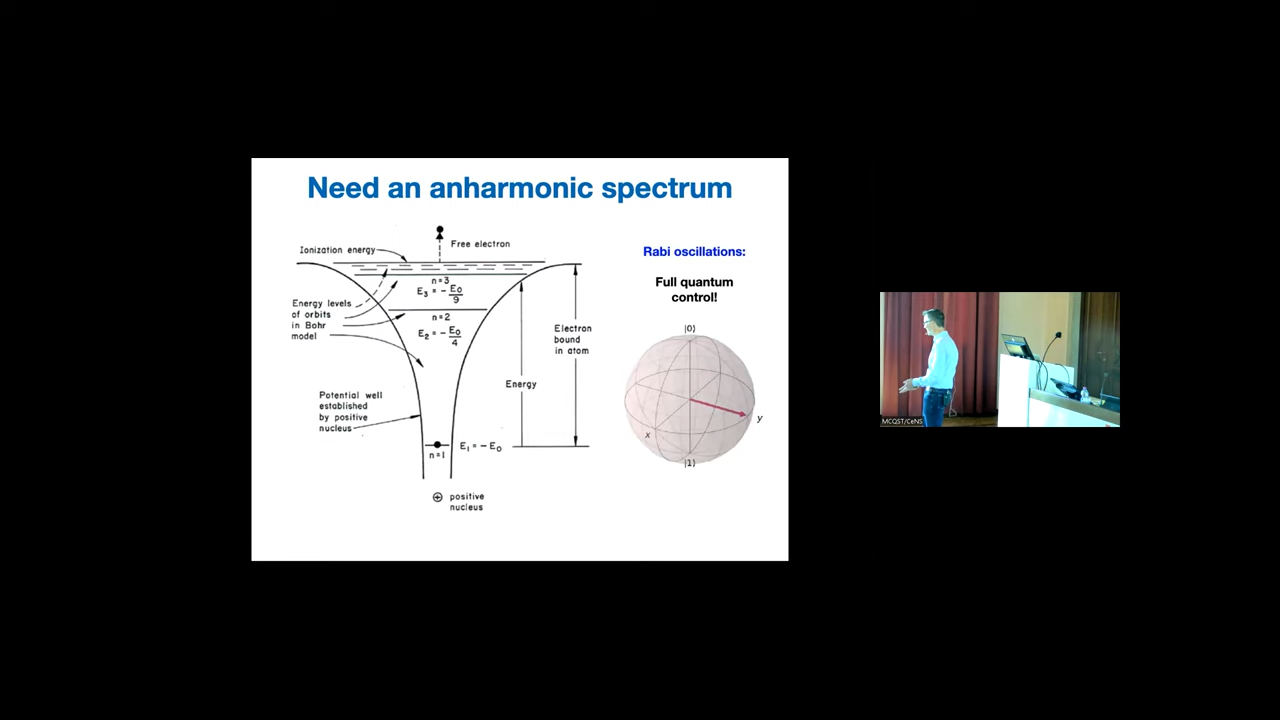 Need an anharmonic spectrum
Free electron
Ionization energy
n=3
E₃ = - E₀/9
Energy levels
of orbits
in Bohr
model
n=2
E₂ = - E₀/4
Electron
bound
in atom
Energy
Potential well
established
by positive
nucleus
n=1
E₁ = - E₀
⊕ positive
nucleus
Rabi oscillations:
Full quantum
control!
|0⟩
x
y
|1⟩
MCQST/CeNS